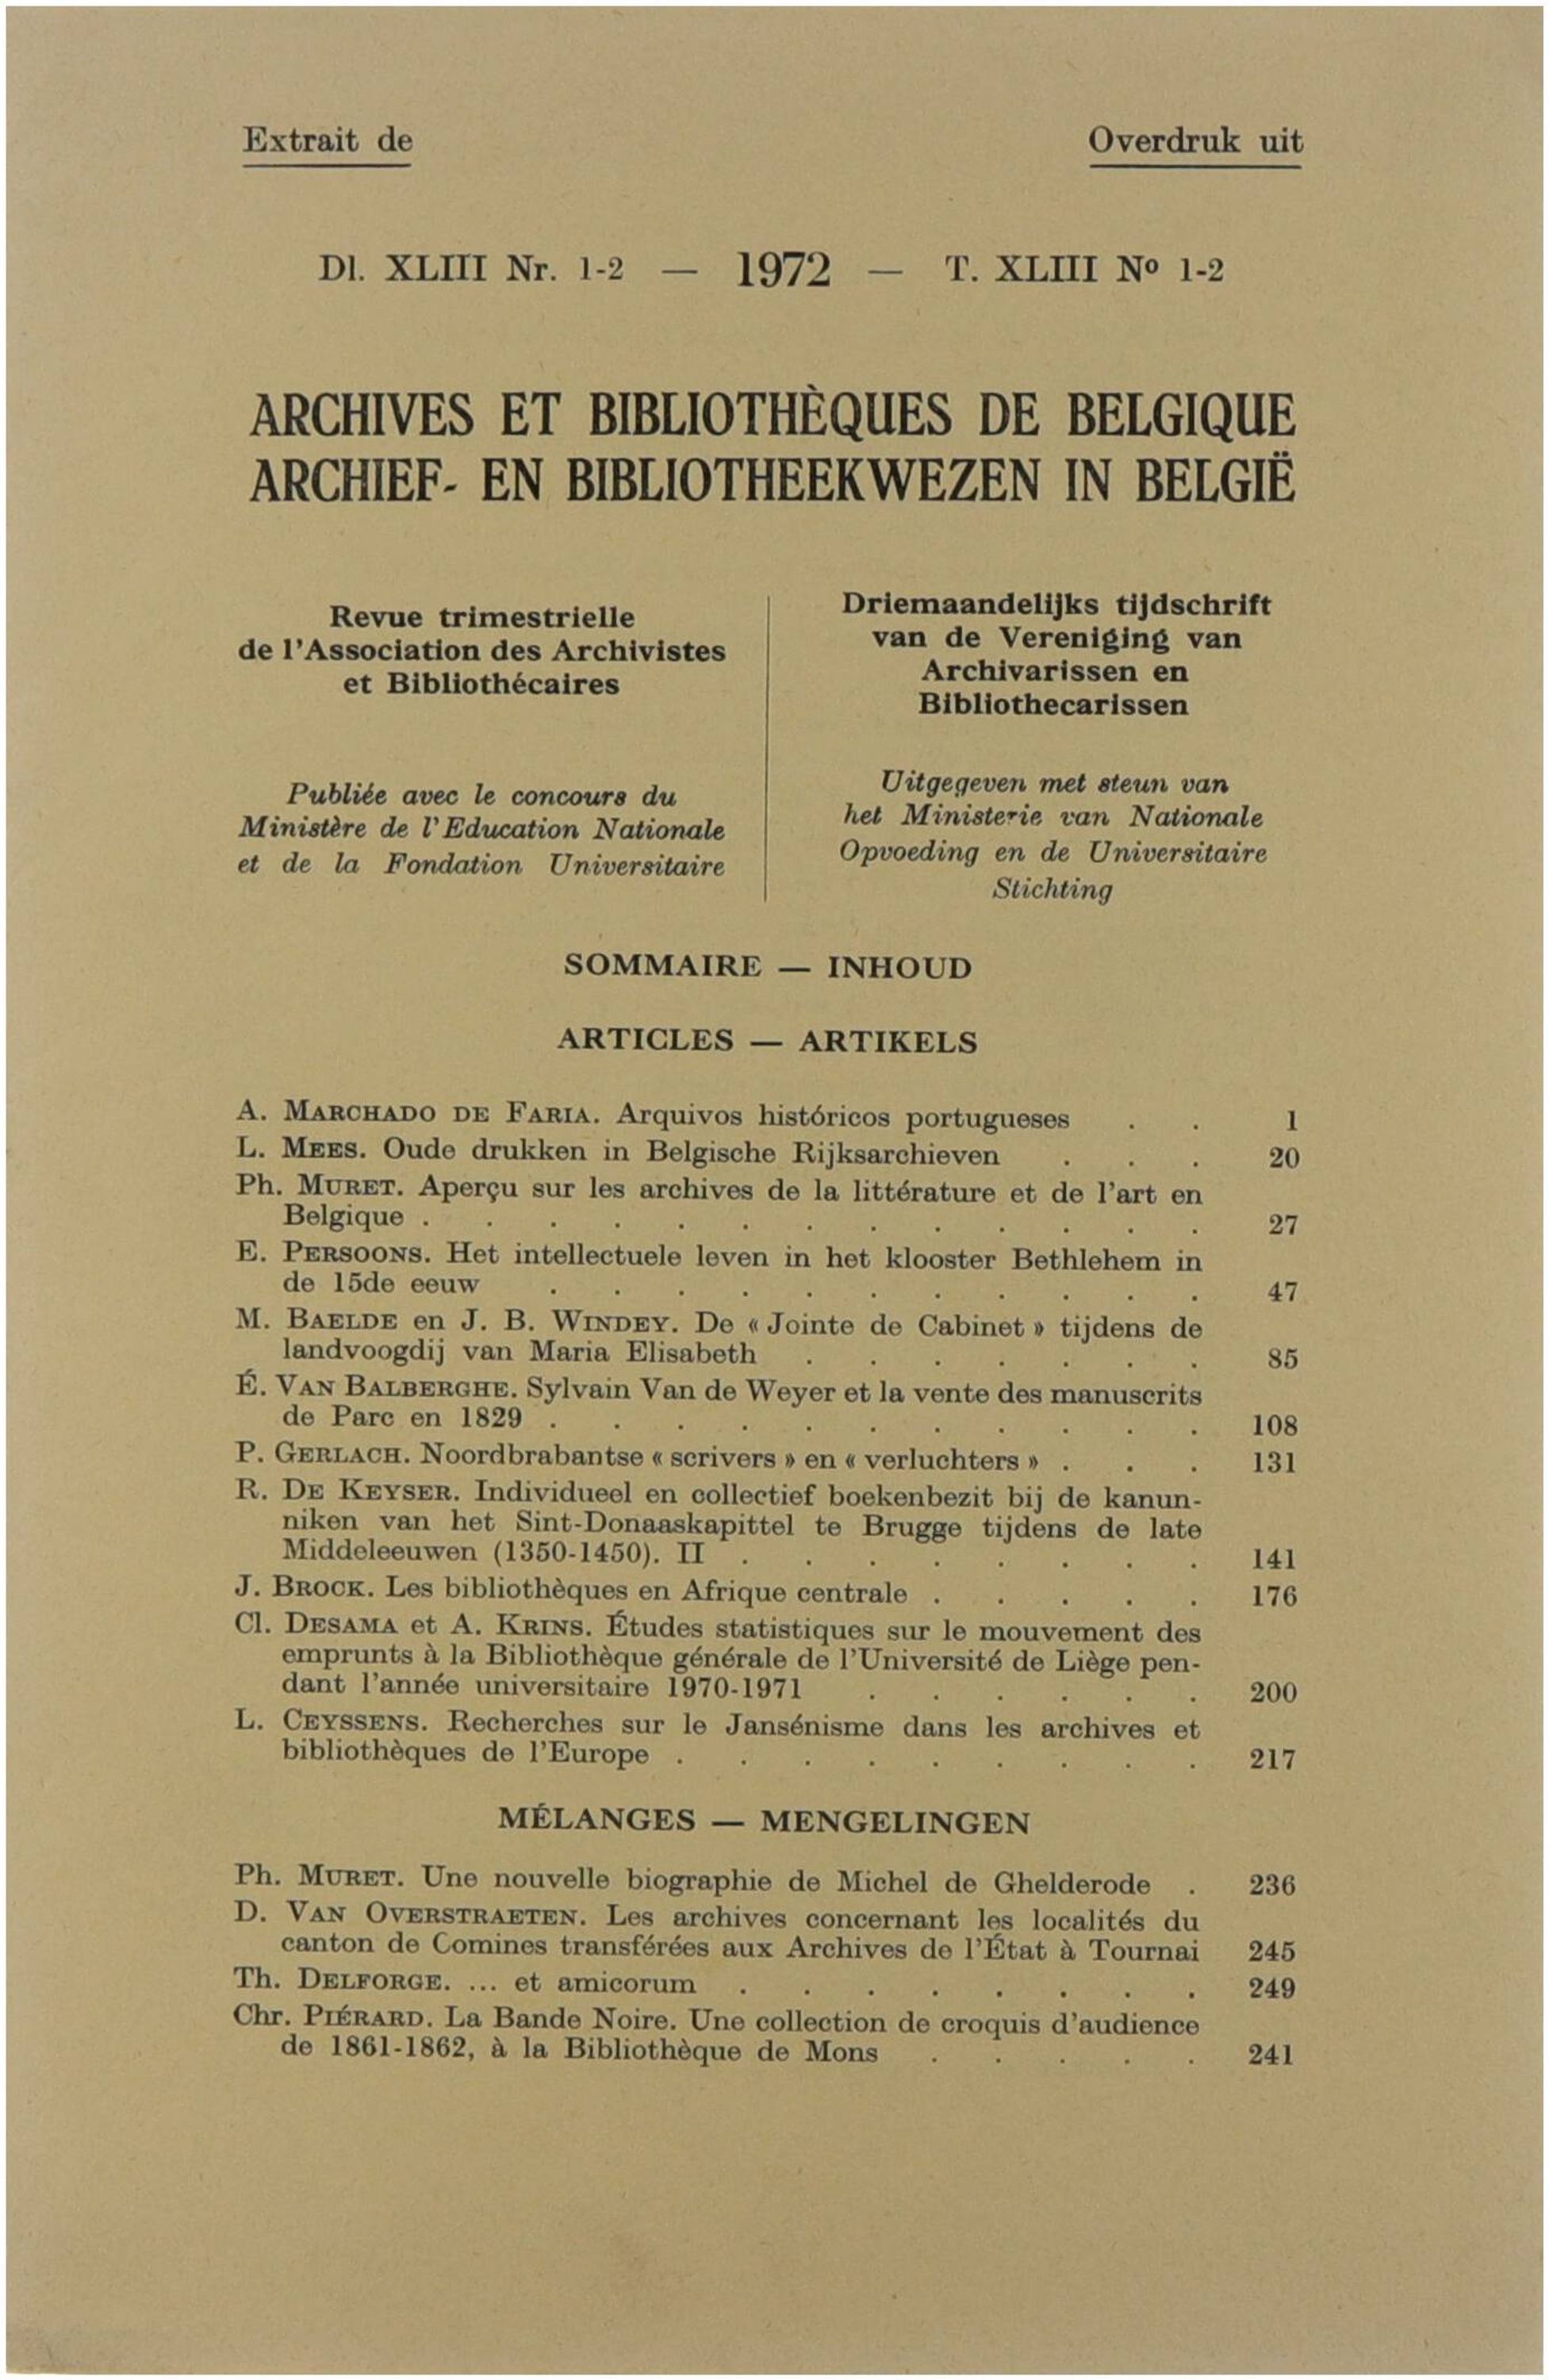 Extrait de
Overdruk uit
Dl. XLIII Nr. 1-2 — 1972 — T. XLIII Nº 1-2
ARCHIVES ET BIBLIOTHÈQUES DE BELGIQUE
ARCHIEF- EN BIBLIOTHEEKWEZEN IN BELGIË
Revue trimestrielle
de l'Association des Archivistes
et Bibliothécaires
Publiée avec le concours du
Ministère de l'Education Nationale
et de la Fondation Universitaire
Driemaandelijks tijdschrift
van de Vereniging van
Archivarissen en
Bibliothecarissen
Uitgegeven met steun van
het Ministerie van Nationale
Opvoeding en de Universitaire
Stichting
SOMMAIRE — INHOUD
ARTICLES — ARTIKELS
A. MARCHADO DE FARIA. Arquivos históricos portugueses . . 1
L. MEES. Oude drukken in Belgische Rijksarchieven . . . 20
Ph. MURET. Aperçu sur les archives de la littérature et de l'art en
Belgique . . . . . . . . . . . . . 27
E. PERSOONS. Het intellectuele leven in het klooster Bethlehem in
de 15de eeuw . . . . . . . . . . . 47
M. BAELDE en J. B. WINDEY. De « Jointe de Cabinet » tijdens de
landvoogdij van Maria Elisabeth . . . . . . . 85
É. VAN BALBERGHE. Sylvain Van de Weyer et la vente des manuscrits
de Parc en 1829 . . . . . . . . . . . 108
P. GERLACH. Noordbrabantse « scrivers » en « verluchters » . . . 131
R. DE KEYSER. Individueel en collectief boekenbezit bij de kanun-
niken van het Sint-Donaaskapittel te Brugge tijdens de late
Middeleeuwen (1350-1450). II . . . . . . . . 141
J. BROCK. Les bibliothèques en Afrique centrale . . . . . 176
Cl. DESAMA et A. KRINS. Études statistiques sur le mouvement des
emprunts à la Bibliothèque générale de l'Université de Liège pen-
dant l'année universitaire 1970-1971 . . . . . . 200
L. CEYSSENS. Recherches sur le Jansénisme dans les archives et
bibliothèques de l'Europe . . . . . . . . . 217
MÉLANGES — MENGELINGEN
Ph. MURET. Une nouvelle biographie de Michel de Ghelderode . 236
D. VAN OVERSTRAETEN. Les archives concernant les localités du
canton de Comines transférées aux Archives de l'État à Tournai 245
Th. DELFORGE. ... et amicorum . . . . . . . . 249
Chr. PIÉRARD. La Bande Noire. Une collection de croquis d'audience
de 1861-1862, à la Bibliothèque de Mons . . . . . 241